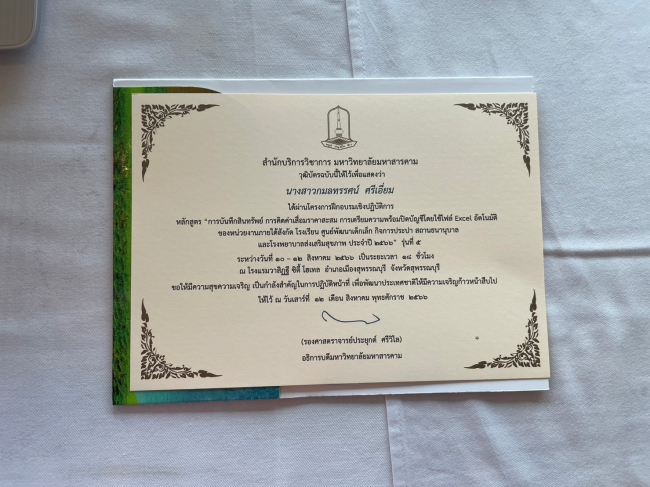 สำนักบริการวิชาการ มหาวิทยาลัยมหาสารคาม
วุฒิบัตรฉบับนี้ให้ไว้เพื่อแสดงว่า
นางสาวกมลทรรศน์ ศรีเอี่ยม
ได้ผ่านโครงการฝึกอบรมเชิงปฏิบัติการ
หลักสูตร "การบันทึกสินทรัพย์ การคิดค่าเสื่อมราคาสะสม การเตรียมความพร้อมปิดบัญชีโดยใช้ไฟล์ Excel อัตโนมัติ
ของหน่วยงานภายใต้สังกัด โรงเรียน ศูนย์พัฒนาเด็กเล็ก กิจการประปา สถานธนานุบาล
และโรงพยาบาลส่งเสริมสุขภาพ ประจำปี ๒๕๖๖" รุ่นที่ ๕
ระหว่างวันที่ ๑๐ - ๑๒ สิงหาคม ๒๕๖๖ เป็นระยะเวลา ๑๘ ชั่วโมง
ณ โรงแรมวาสิฏฐี ซิตี้ โฮเทล อำเภอเมืองสุพรรณบุรี จังหวัดสุพรรณบุรี
ขอให้มีความสุขความเจริญ เป็นกำลังสำคัญในการปฏิบัติหน้าที่ เพื่อพัฒนาประเทศชาติให้มีความเจริญก้าวหน้าสืบไป
ให้ไว้ ณ วันเสาร์ที่ ๑๒ เดือน สิงหาคม พุทธศักราช ๒๕๖๖
(รองศาสตราจารย์ประยุกต์ ศรีวิไล)
อธิการบดีมหาวิทยาลัยมหาสารคาม